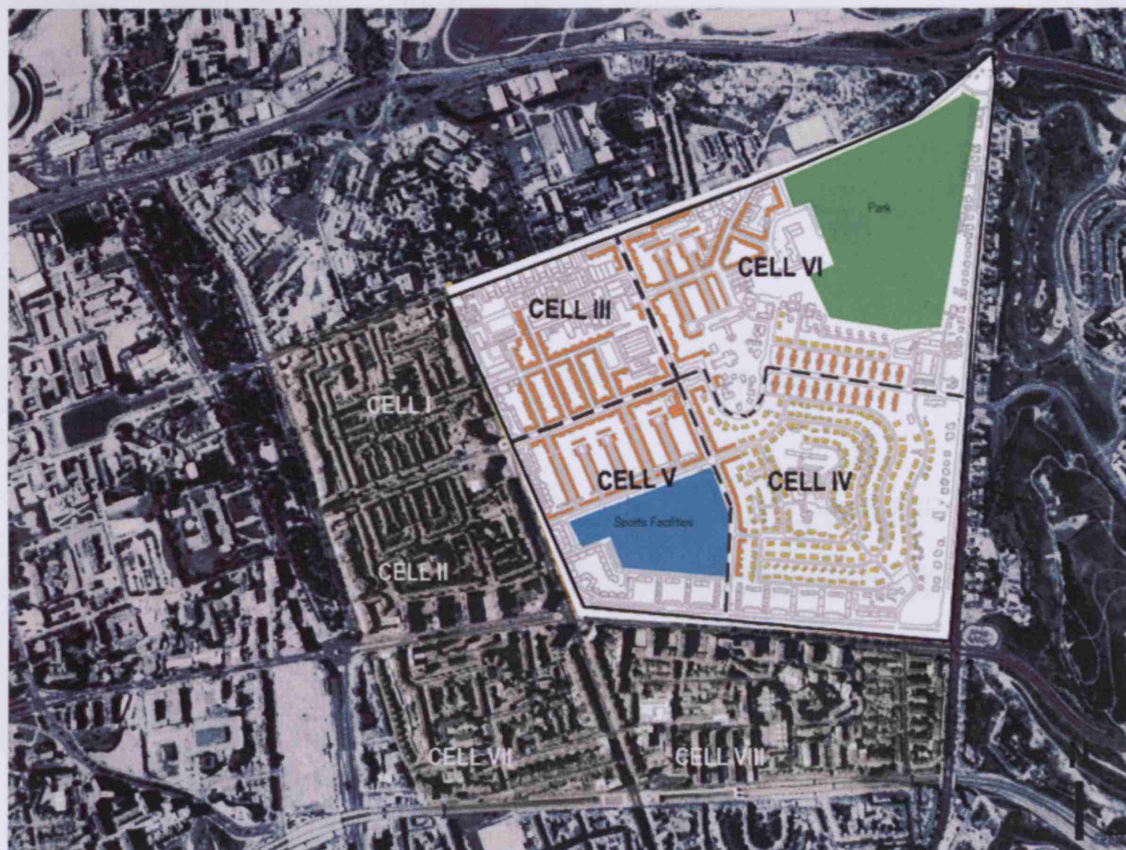 Park
CELL VI
CELL III
CELL I
CELL V
CELL IV
Sports Facilities
CELL II
CELL VII
CELL VIII